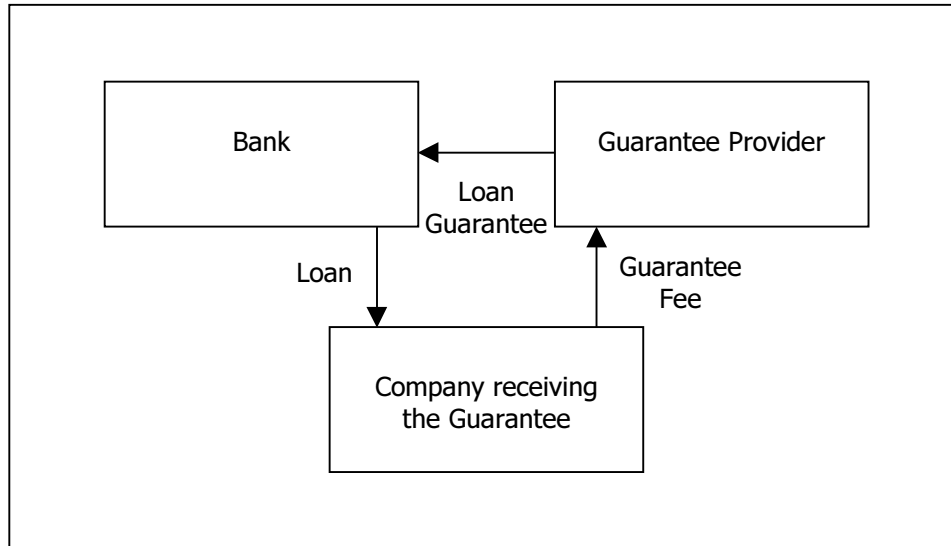 Bank
Guarantee Provider
Loan
Guarantee
Loan
Guarantee
Fee
Company receiving
the Guarantee